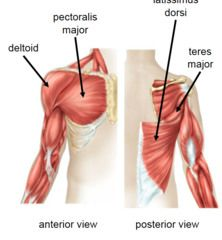 latissimus
dorsi
pectoralis
major
deltoid
teres
major
anterior view
posterior view